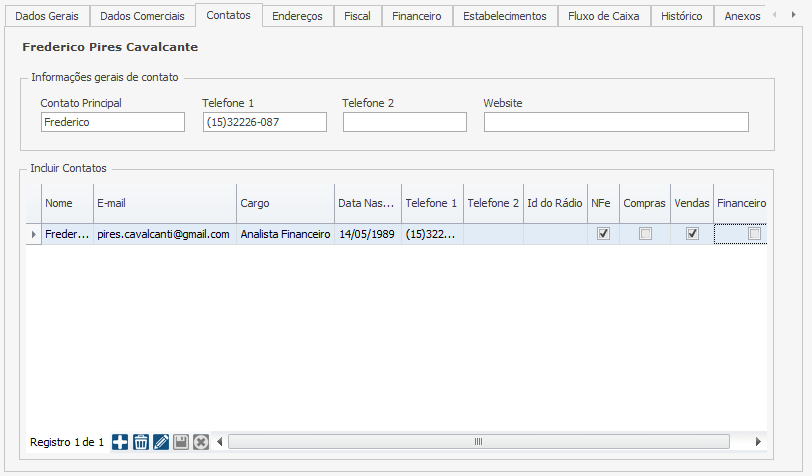 Dados Gerais Dados Comerciais Contatos Endereços Fiscal Financeiro Estabelecimentos Fluxo de Caixa Histórico Anexos
Frederico Pires Cavalcante
Informações gerais de contato
Contato Principal Telefone 1 Telefone 2 Website
Frederico (15)32226-087
Incluir Contatos
Nome E-mail Cargo Data Nas... Telefone 1 Telefone 2 Id do Rádio NFe Compras Vendas Financeiro
Freder... pires.cavalcanti@gmail.com Analista Financeiro 14/05/1989 (15)322...
Registro 1 de 1